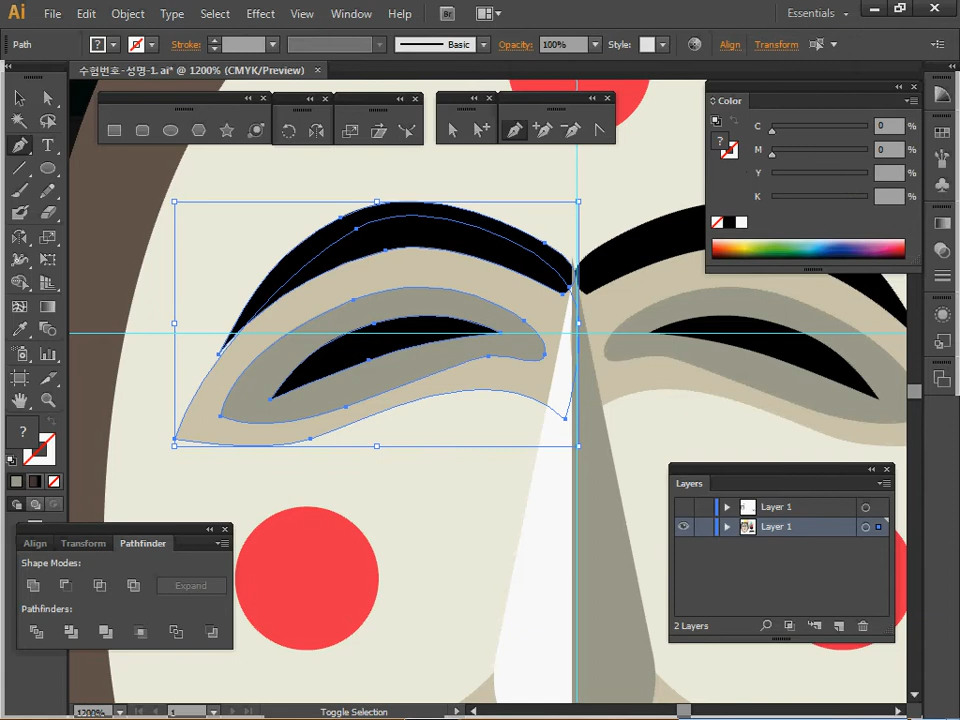 Ai File Edit Object Type Select Effect View Window Help Br Essentials
Path ? Stroke: Basic Opacity: 100% Style: Align Transform
수험번호-성명-1.ai* @ 1200% (CMYK/Preview)
Color
C 0 %
M 0 %
Y %
K %
?
?
Layers
Layer 1
Layer 1
2 Layers
Align Transform Pathfinder
Shape Modes:
Expand
Pathfinders:
1200% 1 Toggle Selection